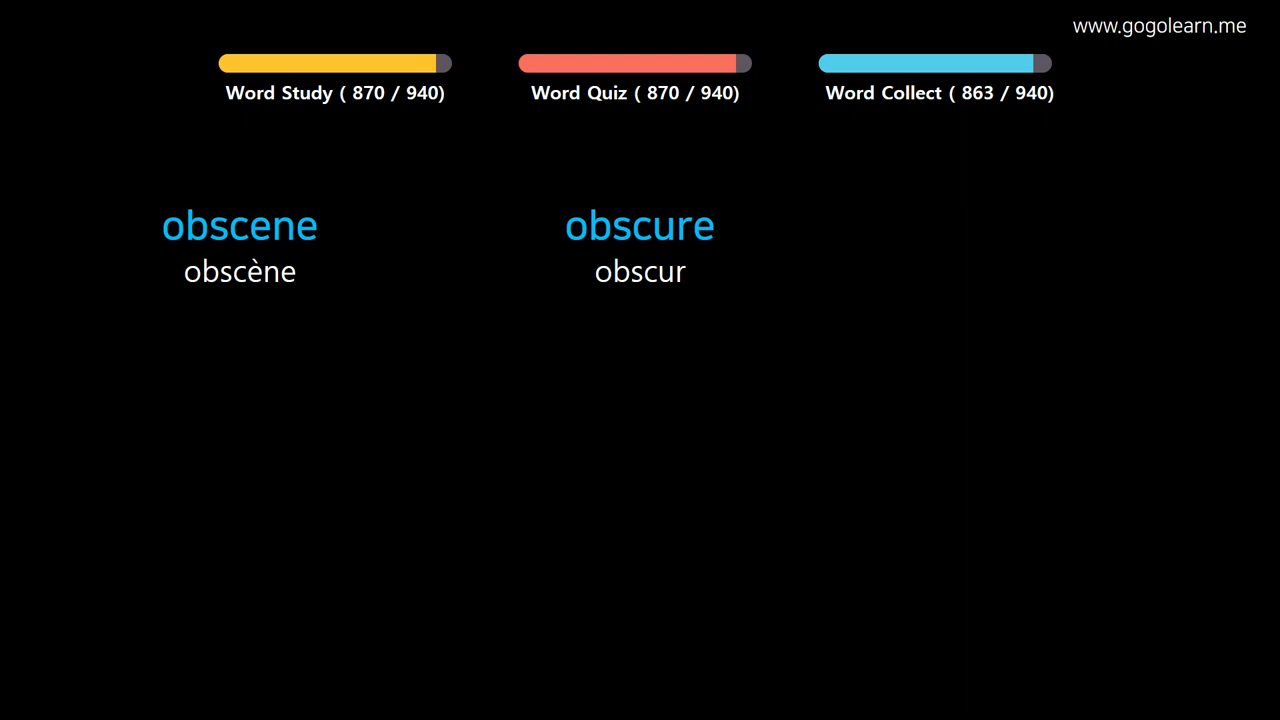 www.gogolearn.me
Word Study ( 870 / 940)
Word Quiz ( 870 / 940)
Word Collect ( 863 / 940)
obscene
obscène
obscure
obscur